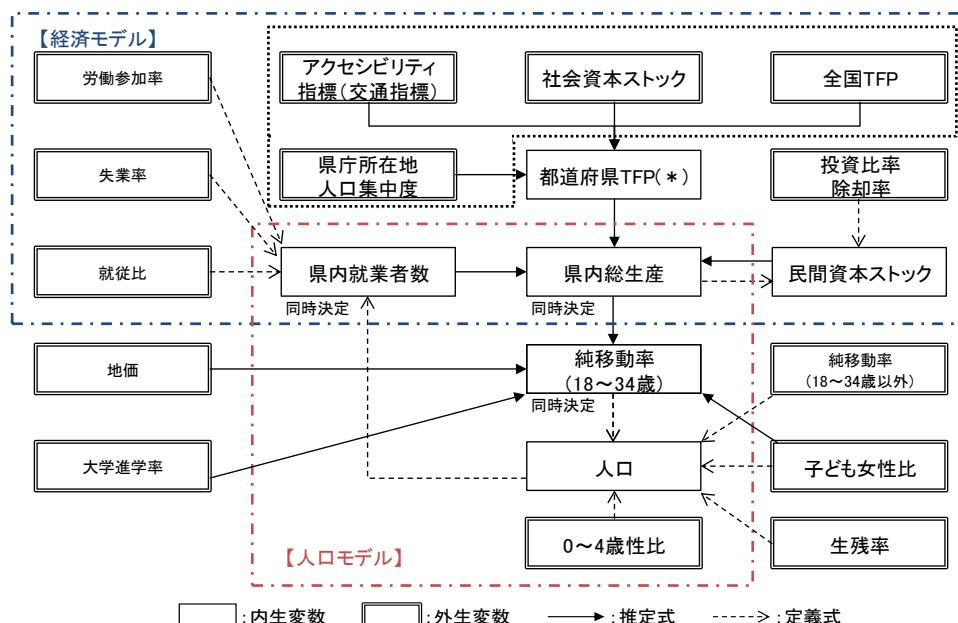 【経済モデル】
労働参加率
アクセシビリティ
指標(交通指標)
社会資本ストック
全国TFP
失業率
県庁所在地
人口集中度
都道府県TFP(*)
投資比率
除却率
就従比
県内就業者数
県内総生産
民間資本ストック
同時決定
同時決定
地価
純移動率
(18~34歳)
純移動率
(18~34歳以外)
同時決定
大学進学率
人口
子ども女性比
【人口モデル】
0~4歳性比
生残率
:内生変数
:外生変数
:推定式
:定義式